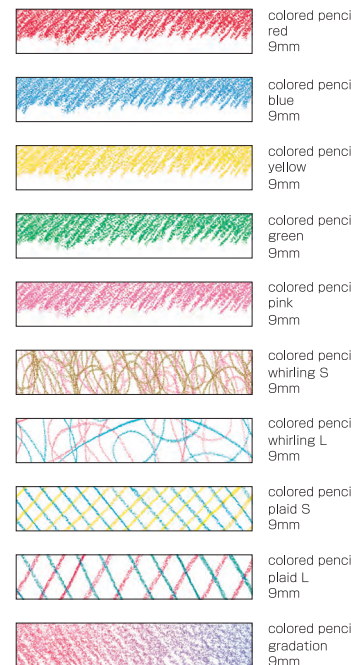 colored penci
red
9mm
colored penci
blue
9mm
colored penci
yellow
9mm
colored penci
green
9mm
colored penci
pink
9mm
colored penci
whirling S
9mm
colored penci
whirling L
9mm
colored penci
plaid S
9mm
colored penci
plaid L
9mm
colored penci
gradation
9mm